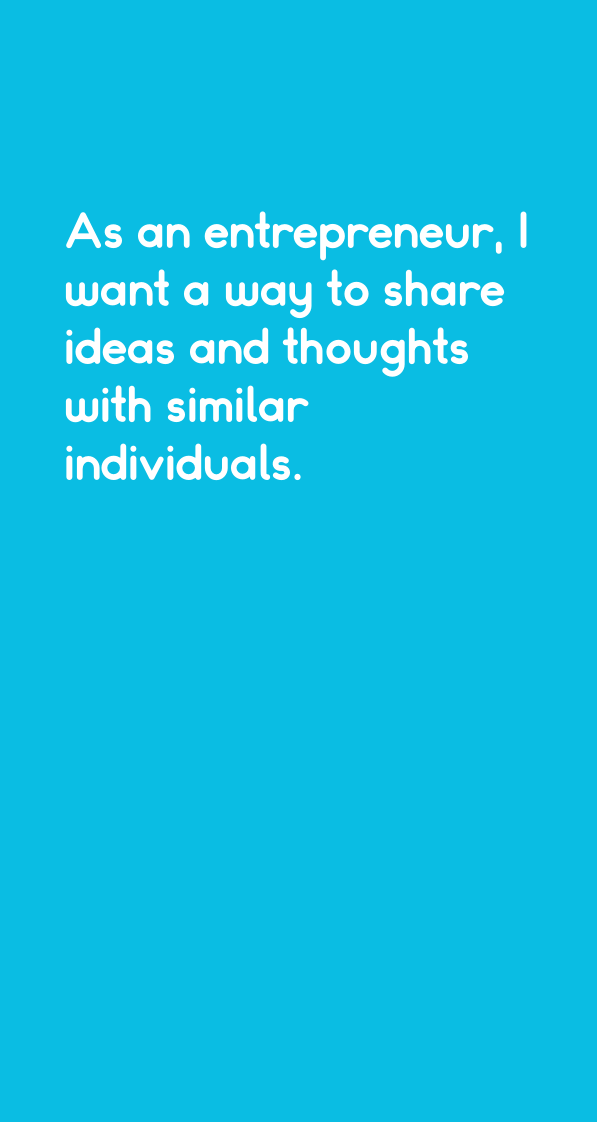 As an entrepreneur, I
want a way to share
ideas and thoughts
with similar
individuals.